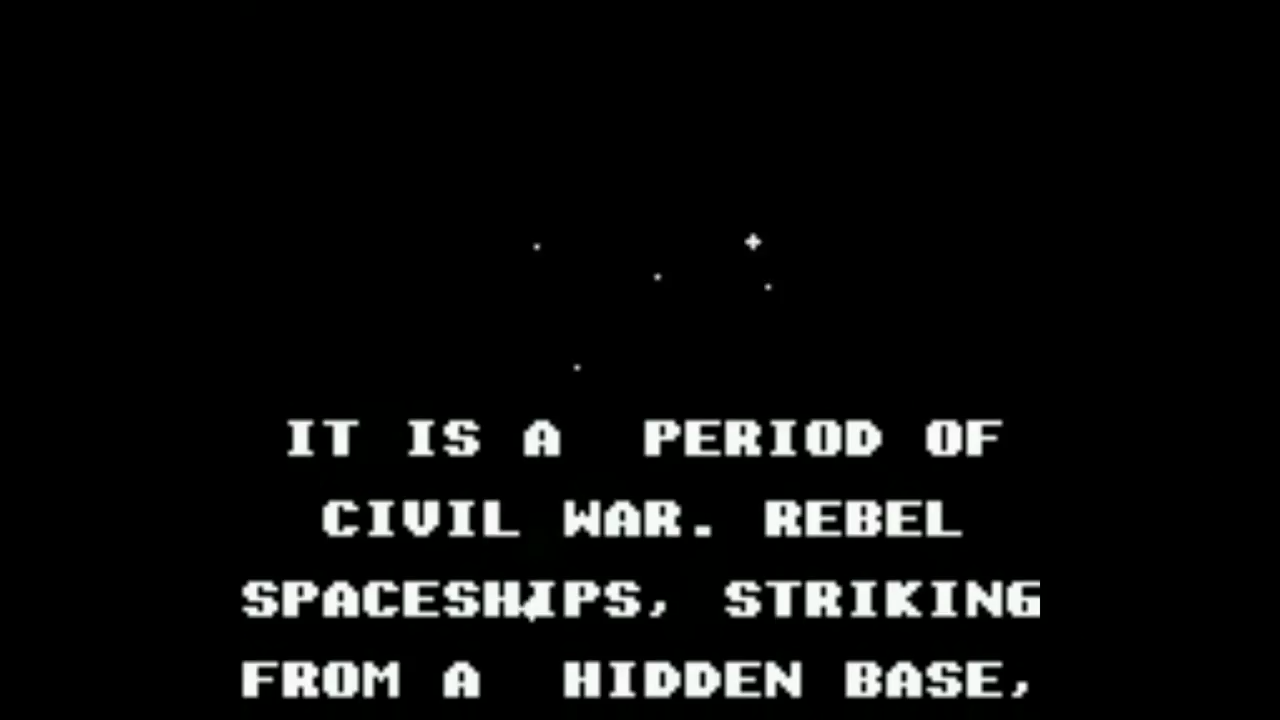 IT IS A PERIOD OF
CIVIL WAR. REBEL
SPACESHIPS, STRIKING
FROM A HIDDEN BASE,